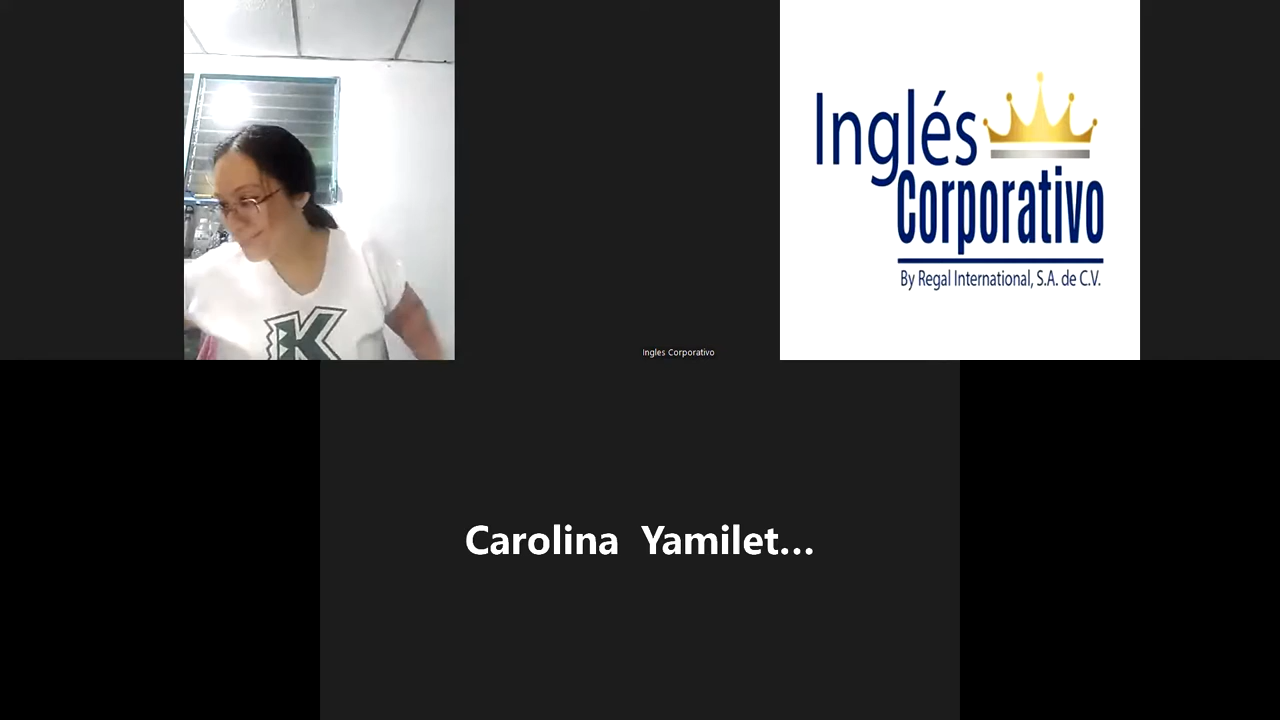 Inglés
Corporativo
By Regal International, S.A. de C.V.
K
Ingles Corporativo
Carolina Yamilet...